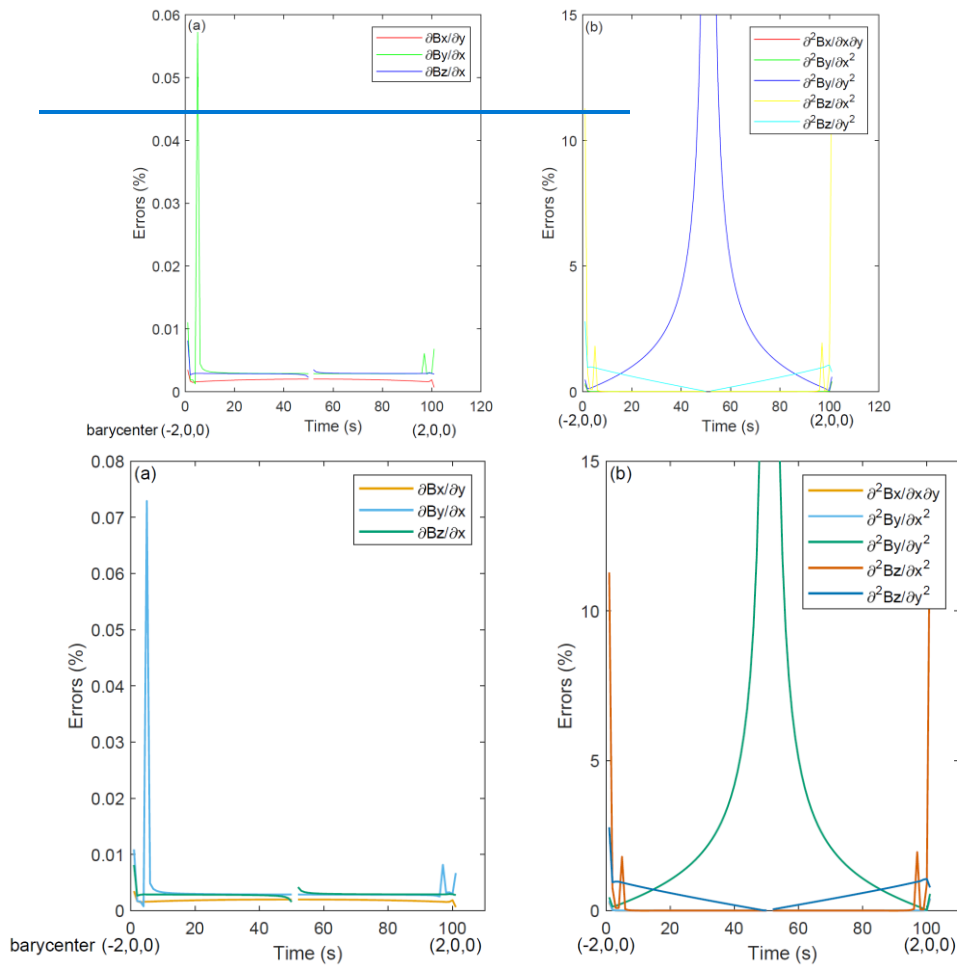 (a)
∂Bx/∂y
∂By/∂x
∂Bz/∂x
0.06
0.05
0.04
0.03
0.02
0.01
0
Errors (%)
0 20 40 60 80 100 120
Time (s)
barycenter (-2,0,0) (2,0,0)
(b)
∂²Bx/∂x∂y
∂²By/∂x²
∂²By/∂y²
∂²Bz/∂x²
∂²Bz/∂y²
15
10
5
0
Errors (%)
0 20 40 60 80 100 120
Time (s)
(-2,0,0) (2,0,0)
(a)
∂Bx/∂y
∂By/∂x
∂Bz/∂x
0.08
0.07
0.06
0.05
0.04
0.03
0.02
0.01
0
Errors (%)
0 20 40 60 80 100
Time (s)
barycenter (-2,0,0) (2,0,0)
(b)
∂²Bx/∂x∂y
∂²By/∂x²
∂²By/∂y²
∂²Bz/∂x²
∂²Bz/∂y²
15
10
5
0
Errors (%)
0 20 40 60 80 100
Time (s)
(-2,0,0) (2,0,0)